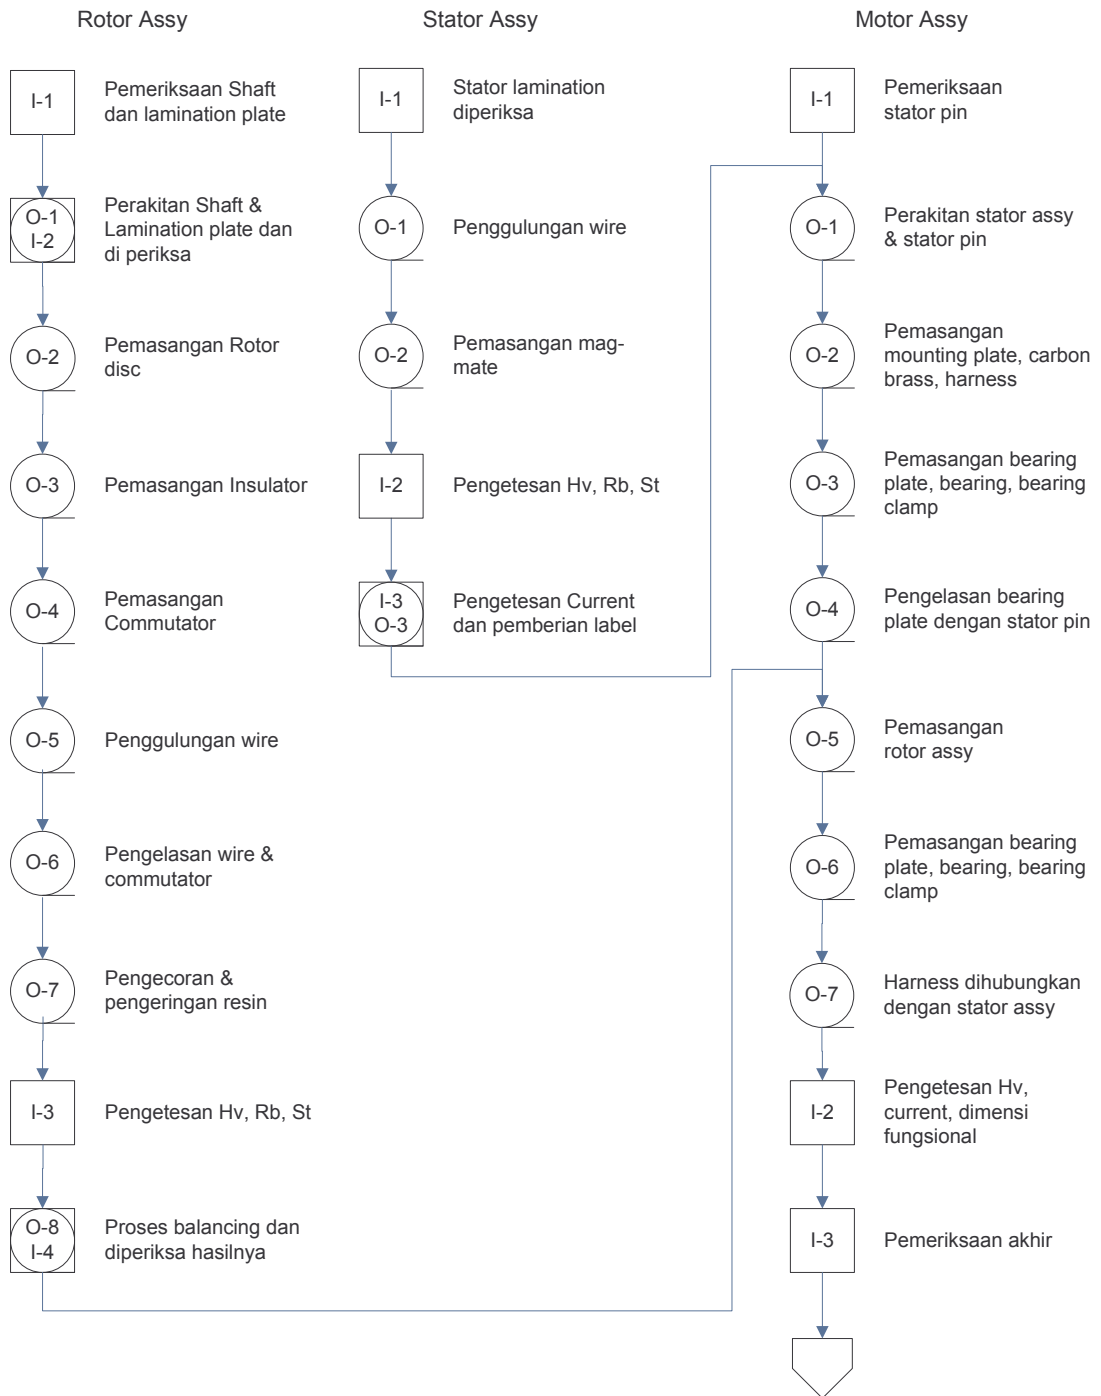 Rotor Assy
I-1
Pemeriksaan Shaft
dan lamination plate
O-1
I-2
Perakitan Shaft &
Lamination plate dan
di periksa
O-2
Pemasangan Rotor
disc
O-3
Pemasangan Insulator
O-4
Pemasangan
Commutator
O-5
Penggulungan wire
O-6
Pengelasan wire &
commutator
O-7
Pengecoran &
pengeringan resin
I-3
Pengetesan Hv, Rb, St
O-8
I-4
Proses balancing dan
diperiksa hasilnya
Stator Assy
I-1
Stator lamination
diperiksa
O-1
Penggulungan wire
O-2
Pemasangan mag-
mate
I-2
Pengetesan Hv, Rb, St
I-3
O-3
Pengetesan Current
dan pemberian label
Motor Assy
I-1
Pemeriksaan
stator pin
O-1
Perakitan stator assy
& stator pin
O-2
Pemasangan
mounting plate, carbon
brass, harness
O-3
Pemasangan bearing
plate, bearing, bearing
clamp
O-4
Pengelasan bearing
plate dengan stator pin
O-5
Pemasangan
rotor assy
O-6
Pemasangan bearing
plate, bearing, bearing
clamp
O-7
Harness dihubungkan
dengan stator assy
I-2
Pengetesan Hv,
current, dimensi
fungsional
I-3
Pemeriksaan akhir